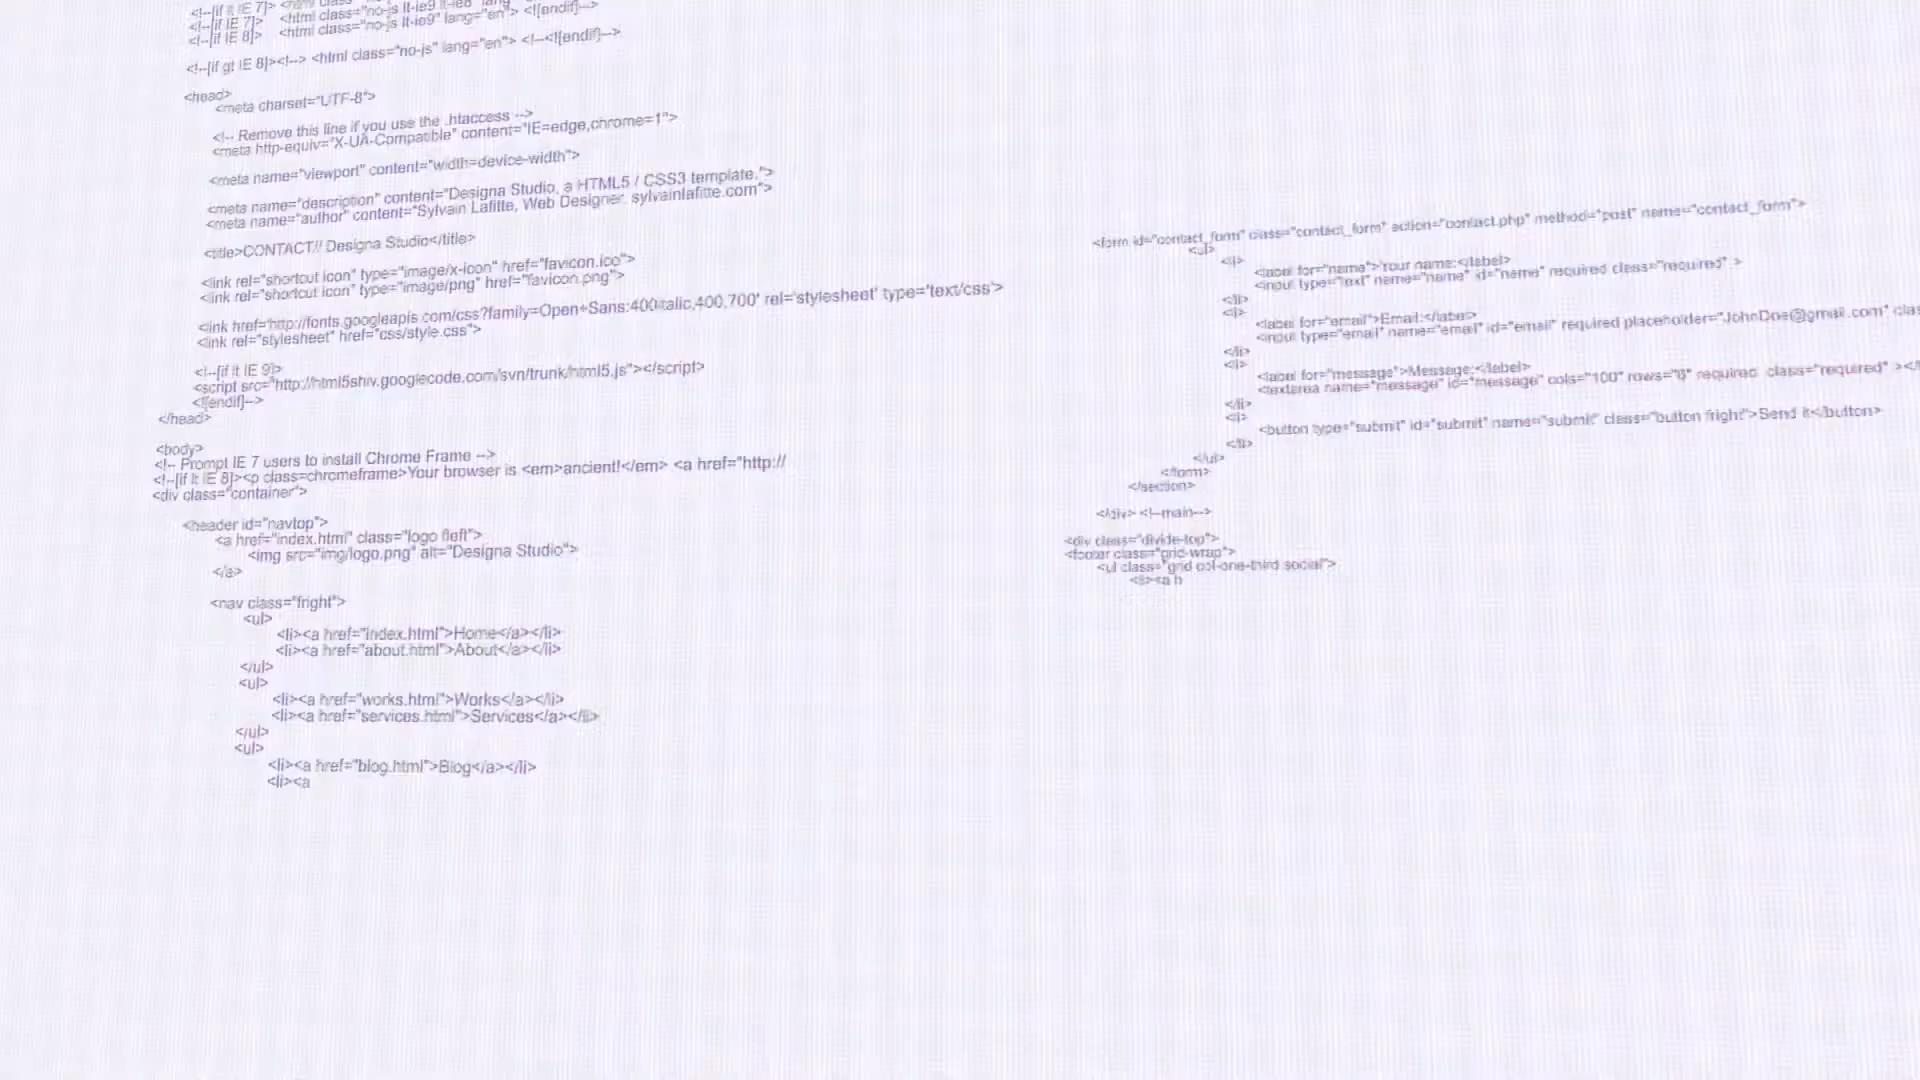 <!--[if lt IE 7]> <html class="no-js lt-ie9 lt-ie8
<!--[if IE 7]> <html class="no-js lt-ie9 lt-ie8" lang
<!--[if IE 8]> <html class="no-js lt-ie9" lang="en"> <![endif]-->
<!--[if gt IE 8]><!--> <html class="no-js" lang="en"> <!--<![endif]-->
<head>
<meta charset="UTF-8">
<!-- Remove this line if you use the .htaccess -->
<meta http-equiv="X-UA-Compatible" content="IE=edge,chrome=1">
<meta name="viewport" content="width=device-width">
<meta name="description" content="Designa Studio, a HTML5 / CSS3 template.">
<meta name="author" content="Sylvain Lafitte, Web Designer, sylvainlafitte.com">
<title>CONTACT// Designa Studio</title>
<link rel="shortcut icon" type="image/x-icon" href="favicon.ico">
<link rel="shortcut icon" type="image/png" href="favicon.png">
<link href='http://fonts.googleapis.com/css?family=Open+Sans:400italic,400,700' rel='stylesheet' type='text/css'>
<link rel="stylesheet" href="css/style.css">
<!--[if lt IE 9]>
<script src="http://html5shiv.googlecode.com/svn/trunk/html5.js"></script>
<![endif]-->
</head>
<body>
<!-- Prompt IE 7 users to install Chrome Frame -->
<!--[if lt IE 8]><p class=chromeframe>Your browser is <em>ancient!</em> <a href="http://
<div class="container">
<header id="navtop">
<a href="index.html" class="logo fleft">
<img src="img/logo.png" alt="Designa Studio">
</a>
<nav class="fright">
<ul>
<li><a href="index.html">Home</a></li>
<li><a href="about.html">About</a></li>
</ul>
<ul>
<li><a href="works.html">Works</a></li>
<li><a href="services.html">Services</a></li>
</ul>
<ul>
<li><a href="blog.html">Blog</a></li>
<li><a
<form id="contact_form" class="contact_form" action="contact.php" method="post" name="contact_form">
<ul>
<li>
<label for="name">Your name:</label>
<input type="text" name="name" id="name" required class="required" >
</li>
<li>
<label for="email">Email:</label>
<input type="email" name="email" id="email" required placeholder="JohnDoe@gmail.com" clas
</li>
<li>
<label for="message">Message:</label>
<textarea name="message" id="message" cols="100" rows="6" required class="required" ></
</li>
<li>
<button type="submit" id="submit" name="submit" class="button fright">Send it</button>
</li>
</ul>
</form>
</section>
</div> <!--main-->
<div class="divide-top">
<footer class="grid-wrap">
<ul class="grid col-one-third social">
<li><a h